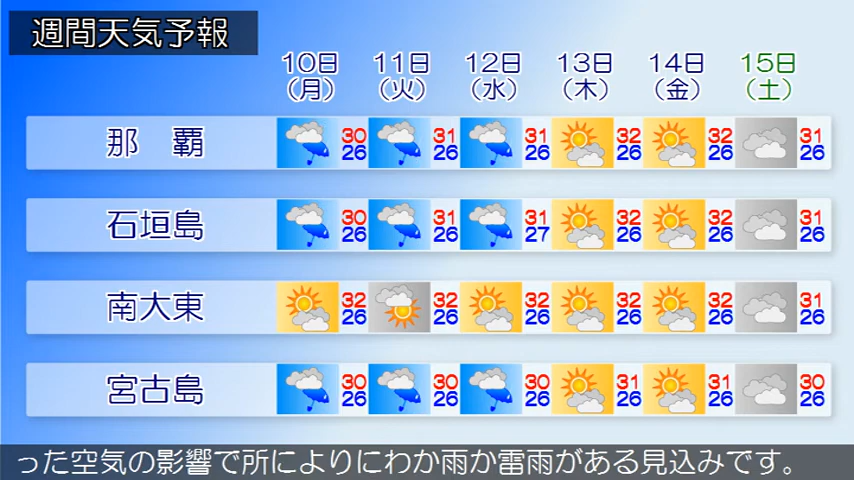 週間天気予報
10日 11日 12日 13日 14日 15日
（月） （火） （水） （木） （金） （土）
那　覇 30 26 31 26 31 26 32 26 32 26 31 26
石垣島 30 26 31 26 31 27 32 26 32 26 31 26
南大東 32 26 32 26 32 26 32 26 32 26 31 26
宮古島 30 26 30 26 30 26 31 26 31 26 30 26
った空気の影響で所によりにわか雨か雷雨がある見込みです。